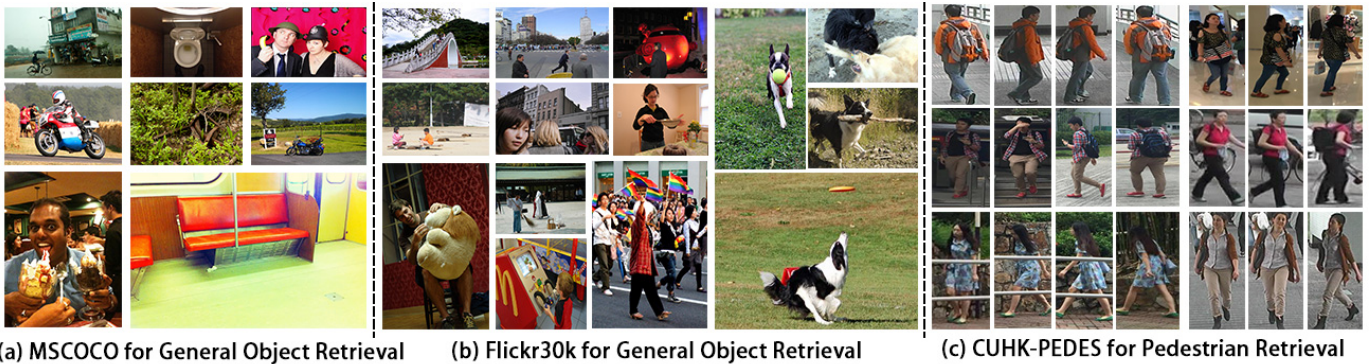 (a) MSCOCO for General Object Retrieval
(b) Flickr30k for General Object Retrieval
(c) CUHK-PEDES for Pedestrian Retrieval